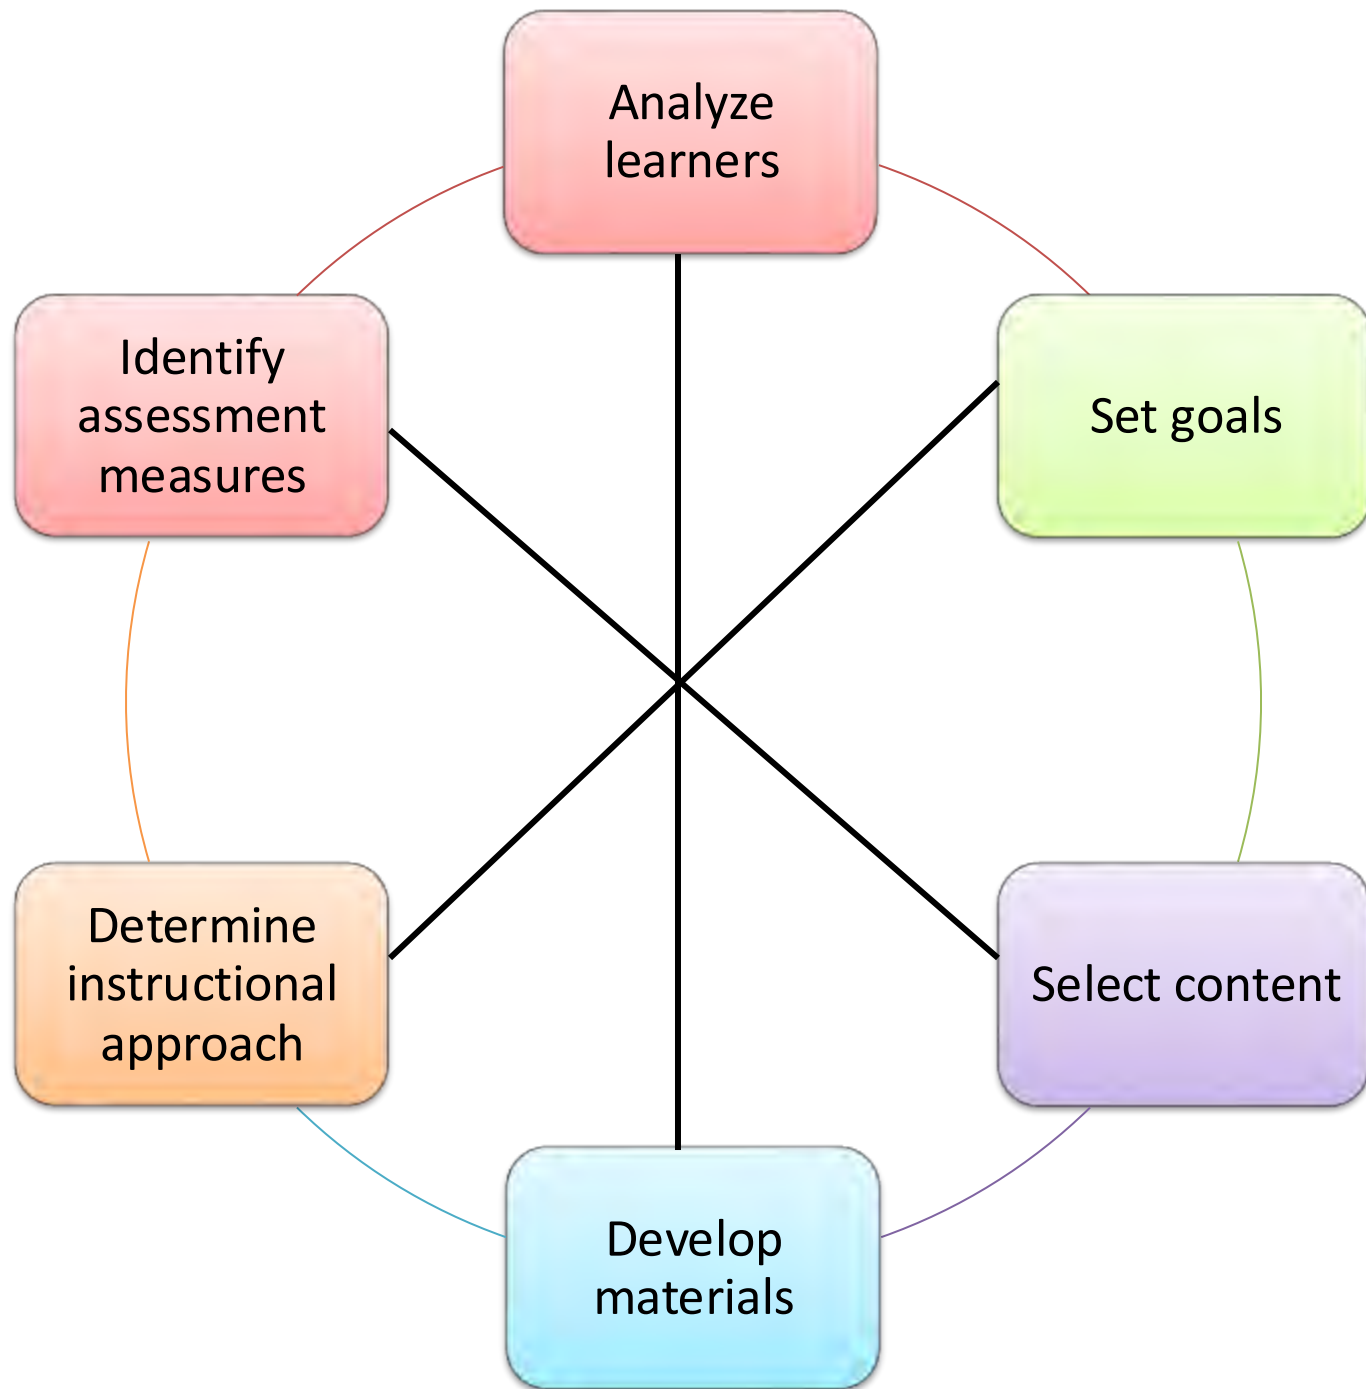 Analyze
learners
Set goals
Select content
Develop
materials
Determine
instructional
approach
Identify
assessment
measures